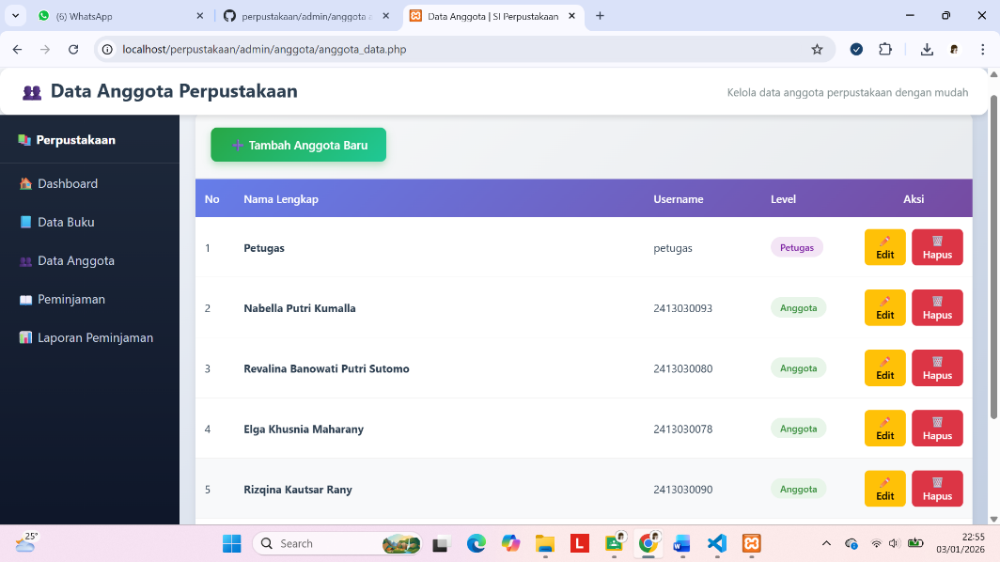 (6) WhatsApp
perpustakaan/admin/anggota a
Data Anggota | SI Perpustakaan
localhost/perpustakaan/admin/anggota/anggota_data.php
Data Anggota Perpustakaan
Kelola data anggota perpustakaan dengan mudah
Perpustakaan
Dashboard
Data Buku
Data Anggota
Peminjaman
Laporan Peminjaman
Tambah Anggota Baru
No Nama Lengkap Username Level Aksi
1 Petugas petugas Petugas Edit Hapus
2 Nabella Putri Kumalla 2413030093 Anggota Edit Hapus
3 Revalina Banowati Putri Sutomo 2413030080 Anggota Edit Hapus
4 Elga Khusnia Maharany 2413030078 Anggota Edit Hapus
5 Rizqina Kautsar Rany 2413030090 Anggota Edit Hapus
25°
Search
L
22:55
03/01/2026